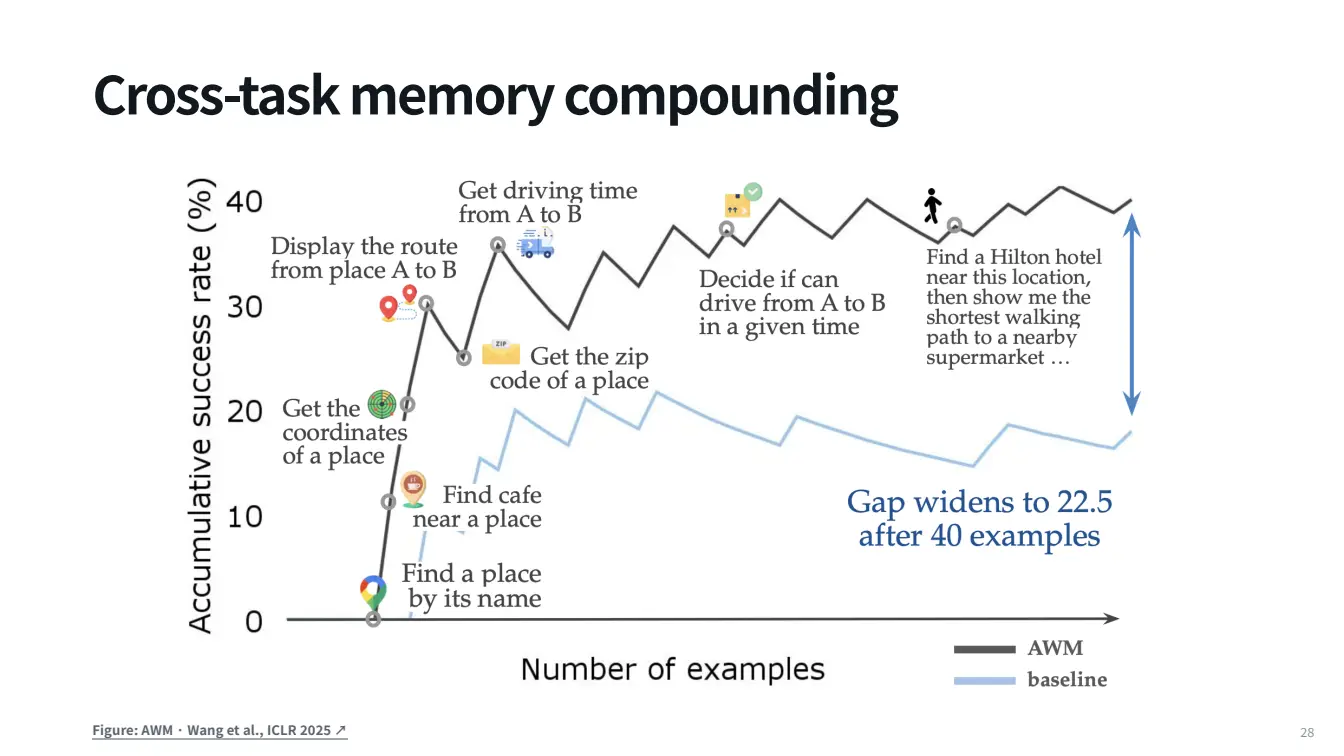 Cross-task memory compounding
Accumulative success rate (%)
40
30
20
10
0
Get driving time
from A to B
Display the route
from place A to B
ZIP
Get the zip
code of a place
Get the
coordinates
of a place
Find cafe
near a place
Find a place
by its name
Decide if can
drive from A to B
in a given time
Find a Hilton hotel
near this location,
then show me the
shortest walking
path to a nearby
supermarket …
Gap widens to 22.5
after 40 examples
Number of examples
AWM
baseline
Figure: AWM · Wang et al., ICLR 2025 ↗
28